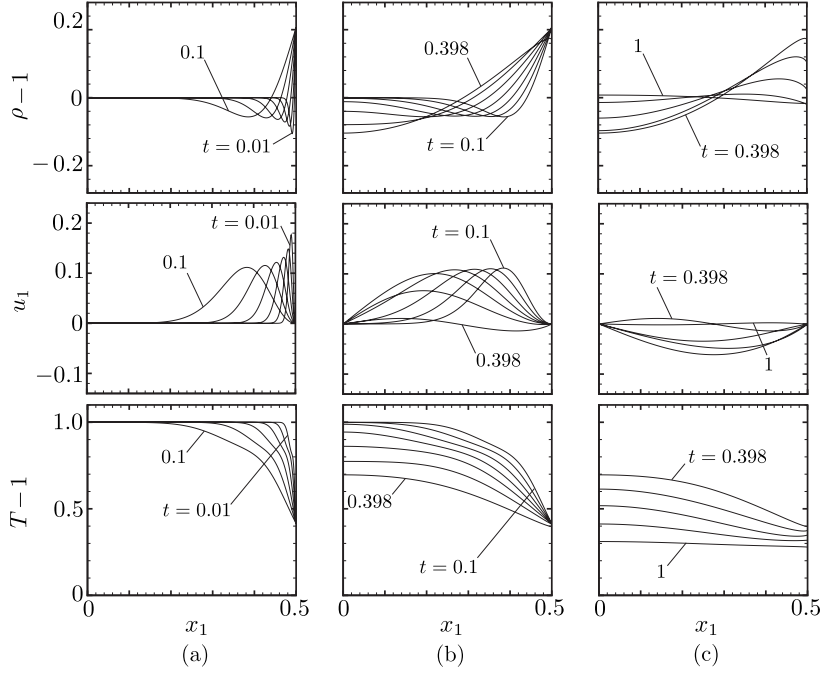 0.2
0
−0.2
ρ − 1
0.1
t = 0.01
0.398
t = 0.1
1
t = 0.398
0.2
0.1
0
−0.1
u1
t = 0.01
0.1
t = 0.1
0.398
t = 0.398
1
1.0
0.5
0
T − 1
0.1
t = 0.01
0.398
t = 0.1
t = 0.398
1
0 0.5 0 0.5 0 0.5
x1 x1 x1
(a) (b) (c)